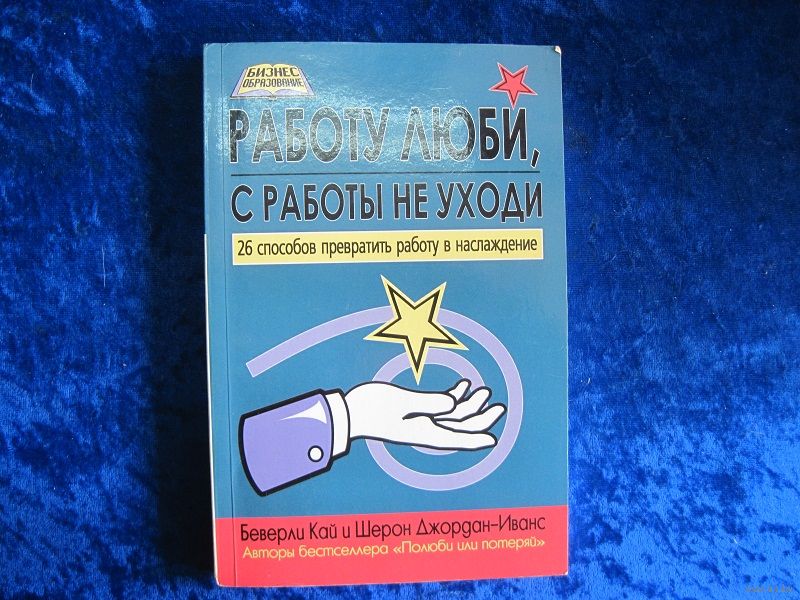 БИЗНЕС
ОБРАЗОВАНИЕ
РАБОТУ ЛЮБИ,
С РАБОТЫ НЕ УХОДИ
26 способов превратить работу в наслаждение
Беверли Кай и Шерон Джордан-Иванс
Авторы бестселлера «Полюби или потеряй»